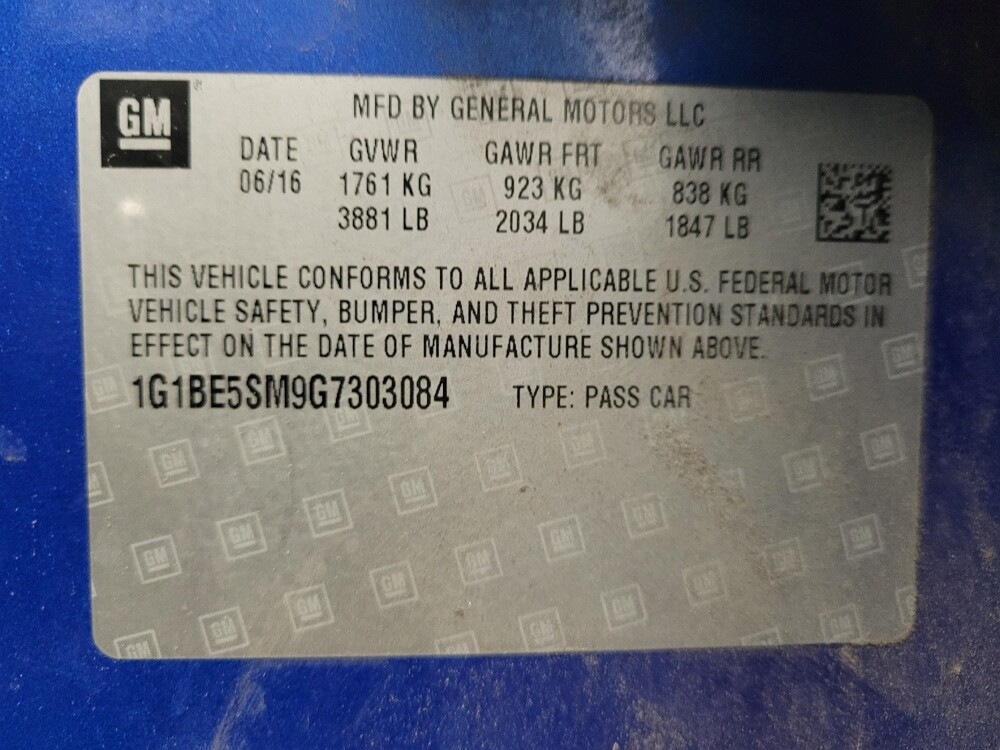 GM
MFD BY GENERAL MOTORS LLC
DATE GVWR GAWR FRT GAWR RR
06/16 1761 KG 923 KG 838 KG
3881 LB 2034 LB 1847 LB
THIS VEHICLE CONFORMS TO ALL APPLICABLE U.S. FEDERAL MOTOR
VEHICLE SAFETY, BUMPER, AND THEFT PREVENTION STANDARDS IN
EFFECT ON THE DATE OF MANUFACTURE SHOWN ABOVE.
1G1BE5SM9G7303084 TYPE: PASS CAR